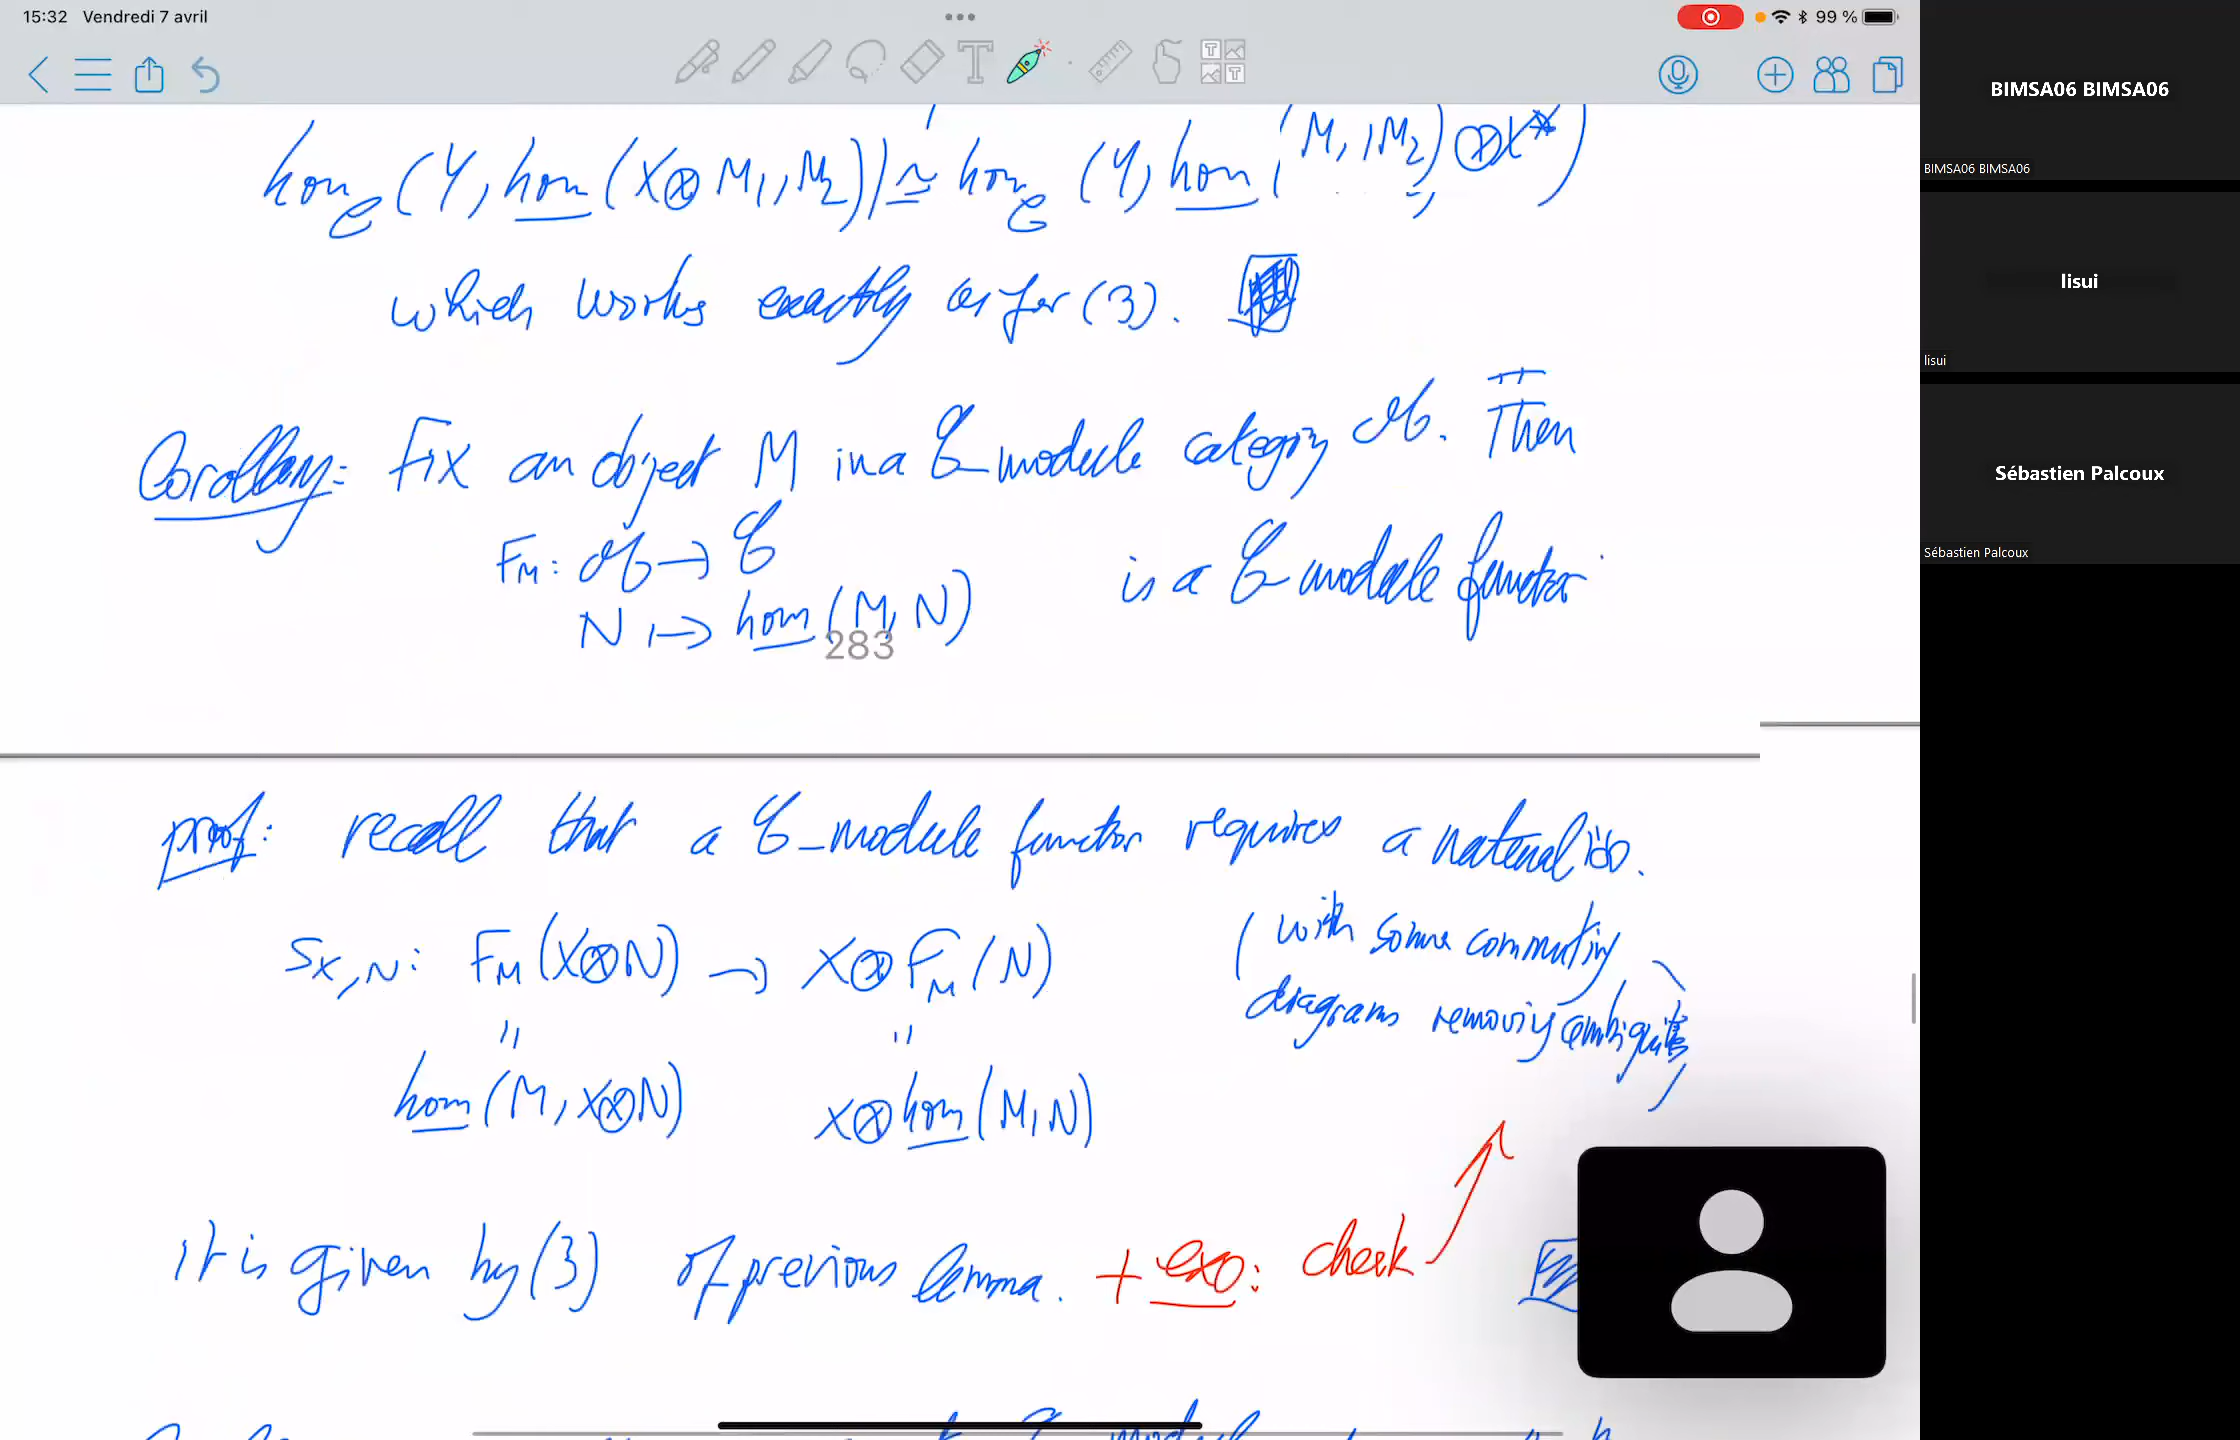 15:32 Vendredi 7 avril
99 %
hom_C (Y, hom (X⊗M₁, M₂)) ≃ hom_C (Y, hom (M₁, M₂) ⊗X*)
which works exactly as for (3).
Corollary: Fix an object M in a C-module category M. Then
F_M : M → C
is a C-module functor
N ↦ hom (M, N)
283
proof: recall that a C-module functor requires a natural iso.
(with some commuting
S_X,N : F_M (X⊗N) → X⊗F_M (N)
diagrams removing
" "
hom (M, X⊗N) X⊗hom (M, N)
it is given by (3) of previous lemma. + exo: check
BIMSA06 BIMSA06
BIMSA06 BIMSA06
lisui
lisui
Sébastien Palcoux
Sébastien Palcoux